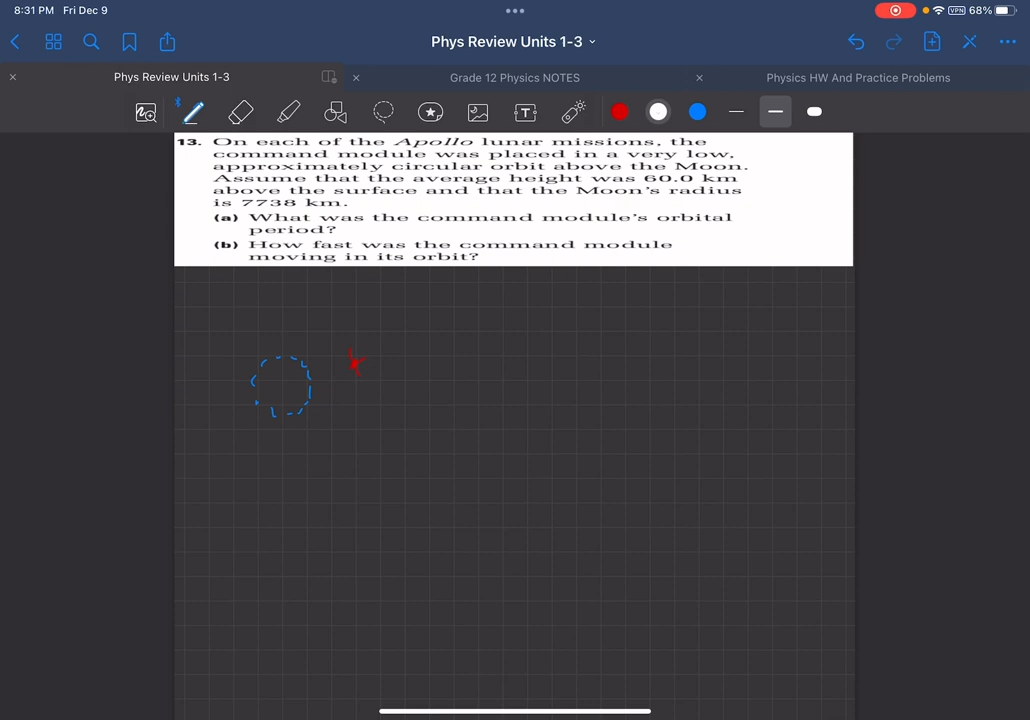 8:31 PM Fri Dec 9
VPN 68%
Phys Review Units 1-3
Phys Review Units 1-3
Grade 12 Physics NOTES
Physics HW And Practice Problems
T
13. On each of the Apollo lunar missions, the
command module was placed in a very low,
approximately circular orbit above the Moon.
Assume that the average height was 60.0 km
above the surface and that the Moon's radius
is 7738 km.
(a) What was the command module's orbital
period?
(b) How fast was the command module
moving in its orbit?